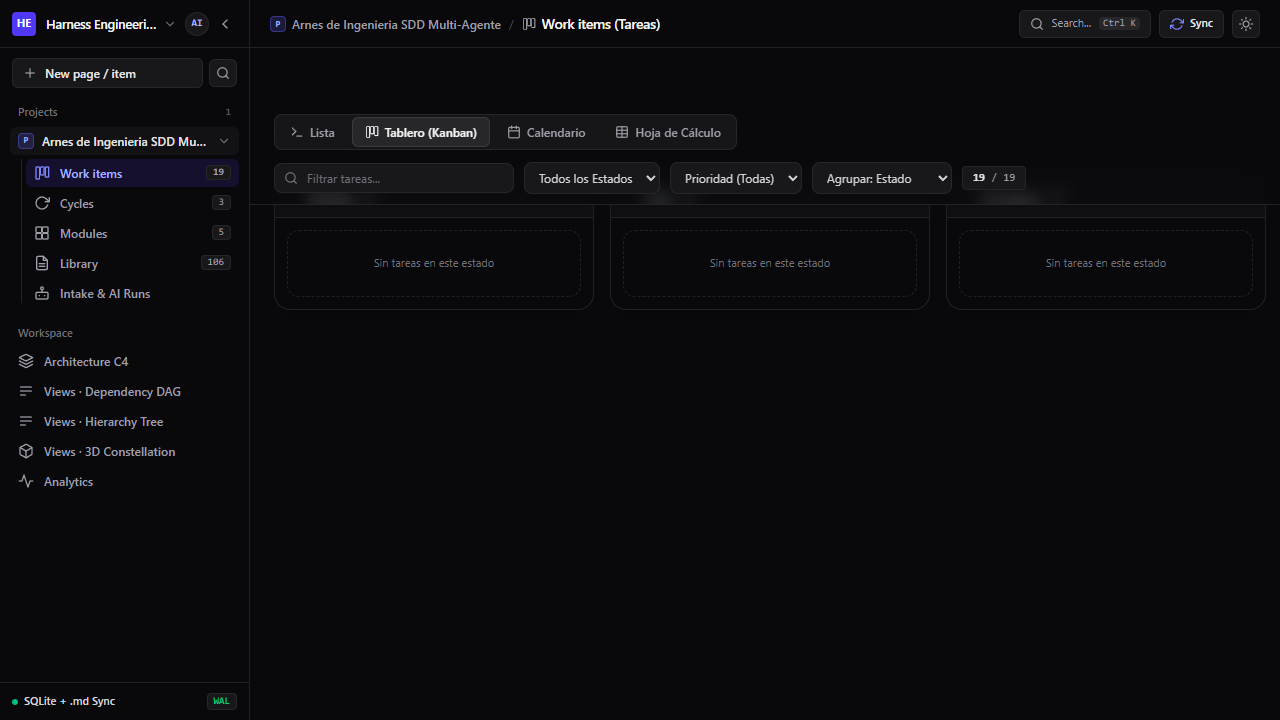 HE Harness Engineeri... AI
New page / item
Projects 1
P Arnes de Ingenieria SDD Mu...
Work items 19
Cycles 3
Modules 5
Library 106
Intake & AI Runs
Workspace
Architecture C4
Views · Dependency DAG
Views · Hierarchy Tree
Views · 3D Constellation
Analytics
SQLite + .md Sync WAL
P Arnes de Ingenieria SDD Multi-Agente / Work items (Tareas)
Search... Ctrl K Sync
Lista Tablero (Kanban) Calendario Hoja de Cálculo
Filtrar tareas... Todos los Estados Prioridad (Todas) Agrupar: Estado 19 / 19
Sin tareas en este estado Sin tareas en este estado Sin tareas en este estado